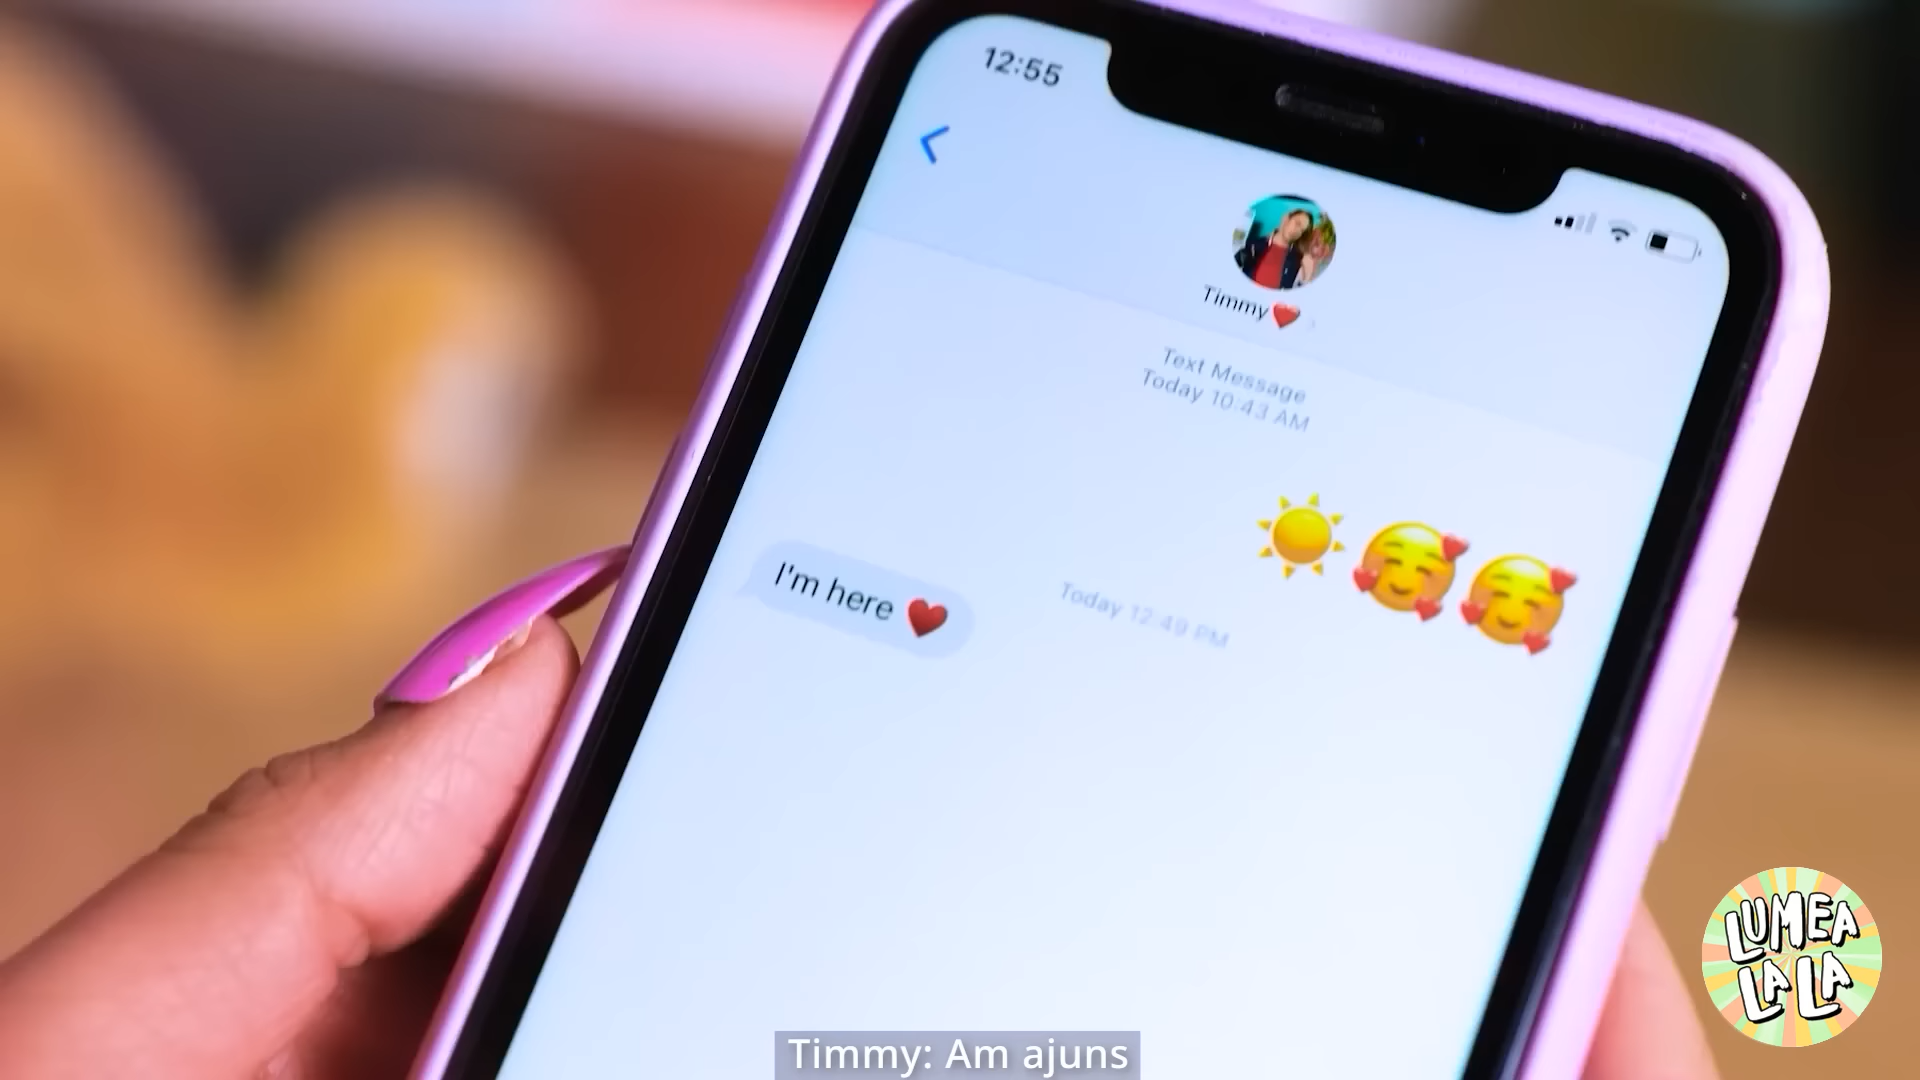 12:55
Timmy❤️
Text Message
Today 10:43 AM
☀️🥰🥰
Today 12:49 PM
I'm here ❤️
LUMEA
LA LA
Timmy: Am ajuns